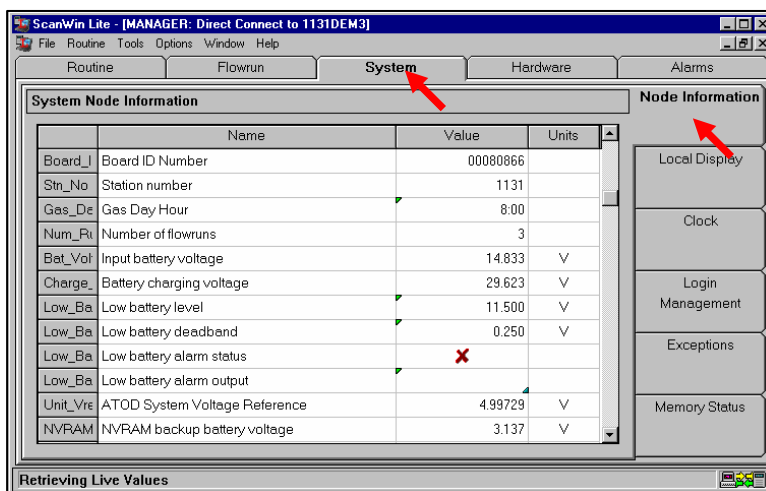 ScanWin Lite - [MANAGER: Direct Connect to 1131DEM3]
File Routine Tools Options Window Help
Routine Flowrun System Hardware Alarms
System Node Information
Node Information
Local Display
Clock
Login Management
Exceptions
Memory Status
Name Value Units
Board_I Board ID Number 00080866
Stn_No Station number 1131
Gas_Da Gas Day Hour 8:00
Num_Ru Number of flowruns 3
Bat_Vol Input battery voltage 14.833 V
Charge_ Battery charging voltage 29.623 V
Low_Ba Low battery level 11.500 V
Low_Ba Low battery deadband 0.250 V
Low_Ba Low battery alarm status
Low_Ba Low battery alarm output
Unit_Vre ATOD System Voltage Reference 4.99729 V
NVRAM NVRAM backup battery voltage 3.137 V
Retrieving Live Values